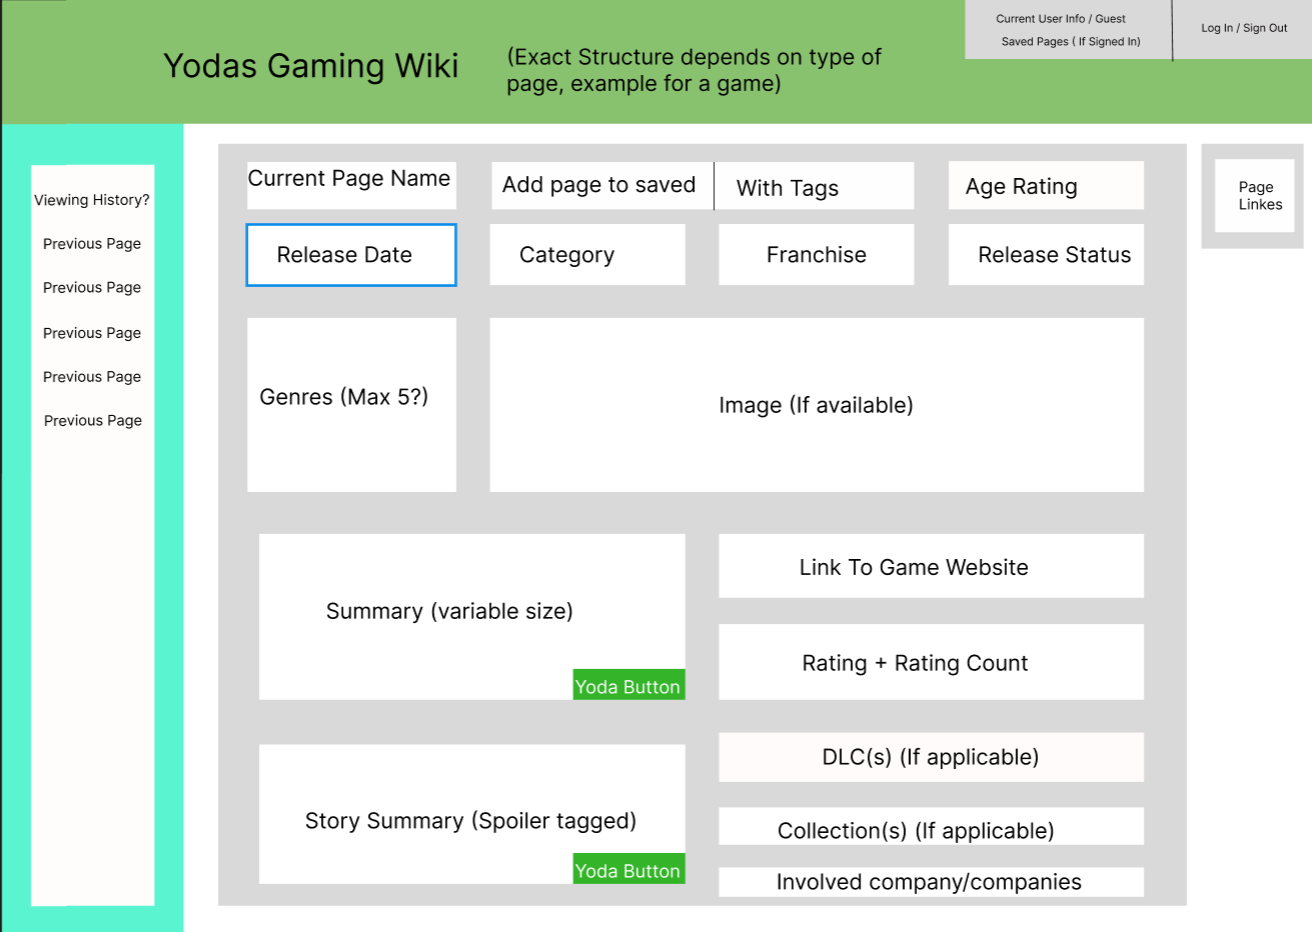 Current User Info / Guest
Saved Pages ( If Signed In)
Log In / Sign Out
Yodas Gaming Wiki
(Exact Structure depends on type of
page, example for a game)
Viewing History?
Previous Page
Previous Page
Previous Page
Previous Page
Previous Page
Current Page Name
Add page to saved
With Tags
Age Rating
Release Date
Category
Franchise
Release Status
Genres (Max 5?)
Image (If available)
Summary (variable size)
Yoda Button
Story Summary (Spoiler tagged)
Yoda Button
Link To Game Website
Rating + Rating Count
DLC(s) (If applicable)
Collection(s) (If applicable)
Involved company/companies
Page
Linkes